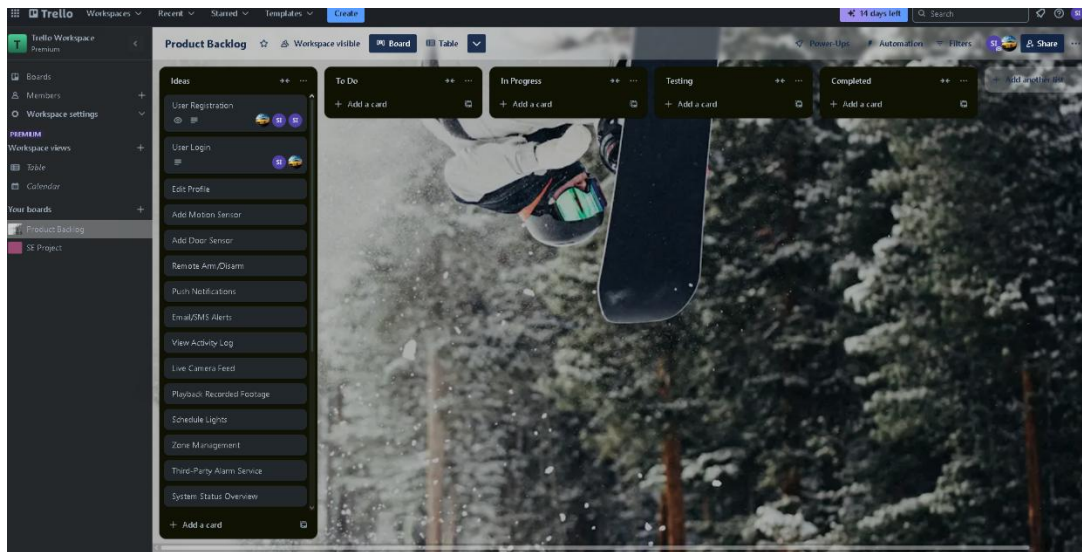 Trello Workspaces Recent Starred Templates Create 14 days left Search
T Trello Workspace
Premium
Product Backlog Workspace visible Board Table Power-Ups Automation Filters SI Share
Boards
Members
Workspace settings
PREMIUM
Workspace views
Table
Calendar
Your boards
Product Backlog
SE Project
Ideas
User Registration
SI SI
User Login
SI
Edit Profile
Add Motion Sensor
Add Door Sensor
Remote Arm/Disarm
Push Notifications
Email/SMS Alerts
View Activity Log
Live Camera Feed
Playback Recorded Footage
Schedule Lights
Zone Management
Third-Party Alarm Service
System Status Overview
+ Add a card
To Do
+ Add a card
In Progress
+ Add a card
Testing
+ Add a card
Completed
+ Add a card
+ Add another list